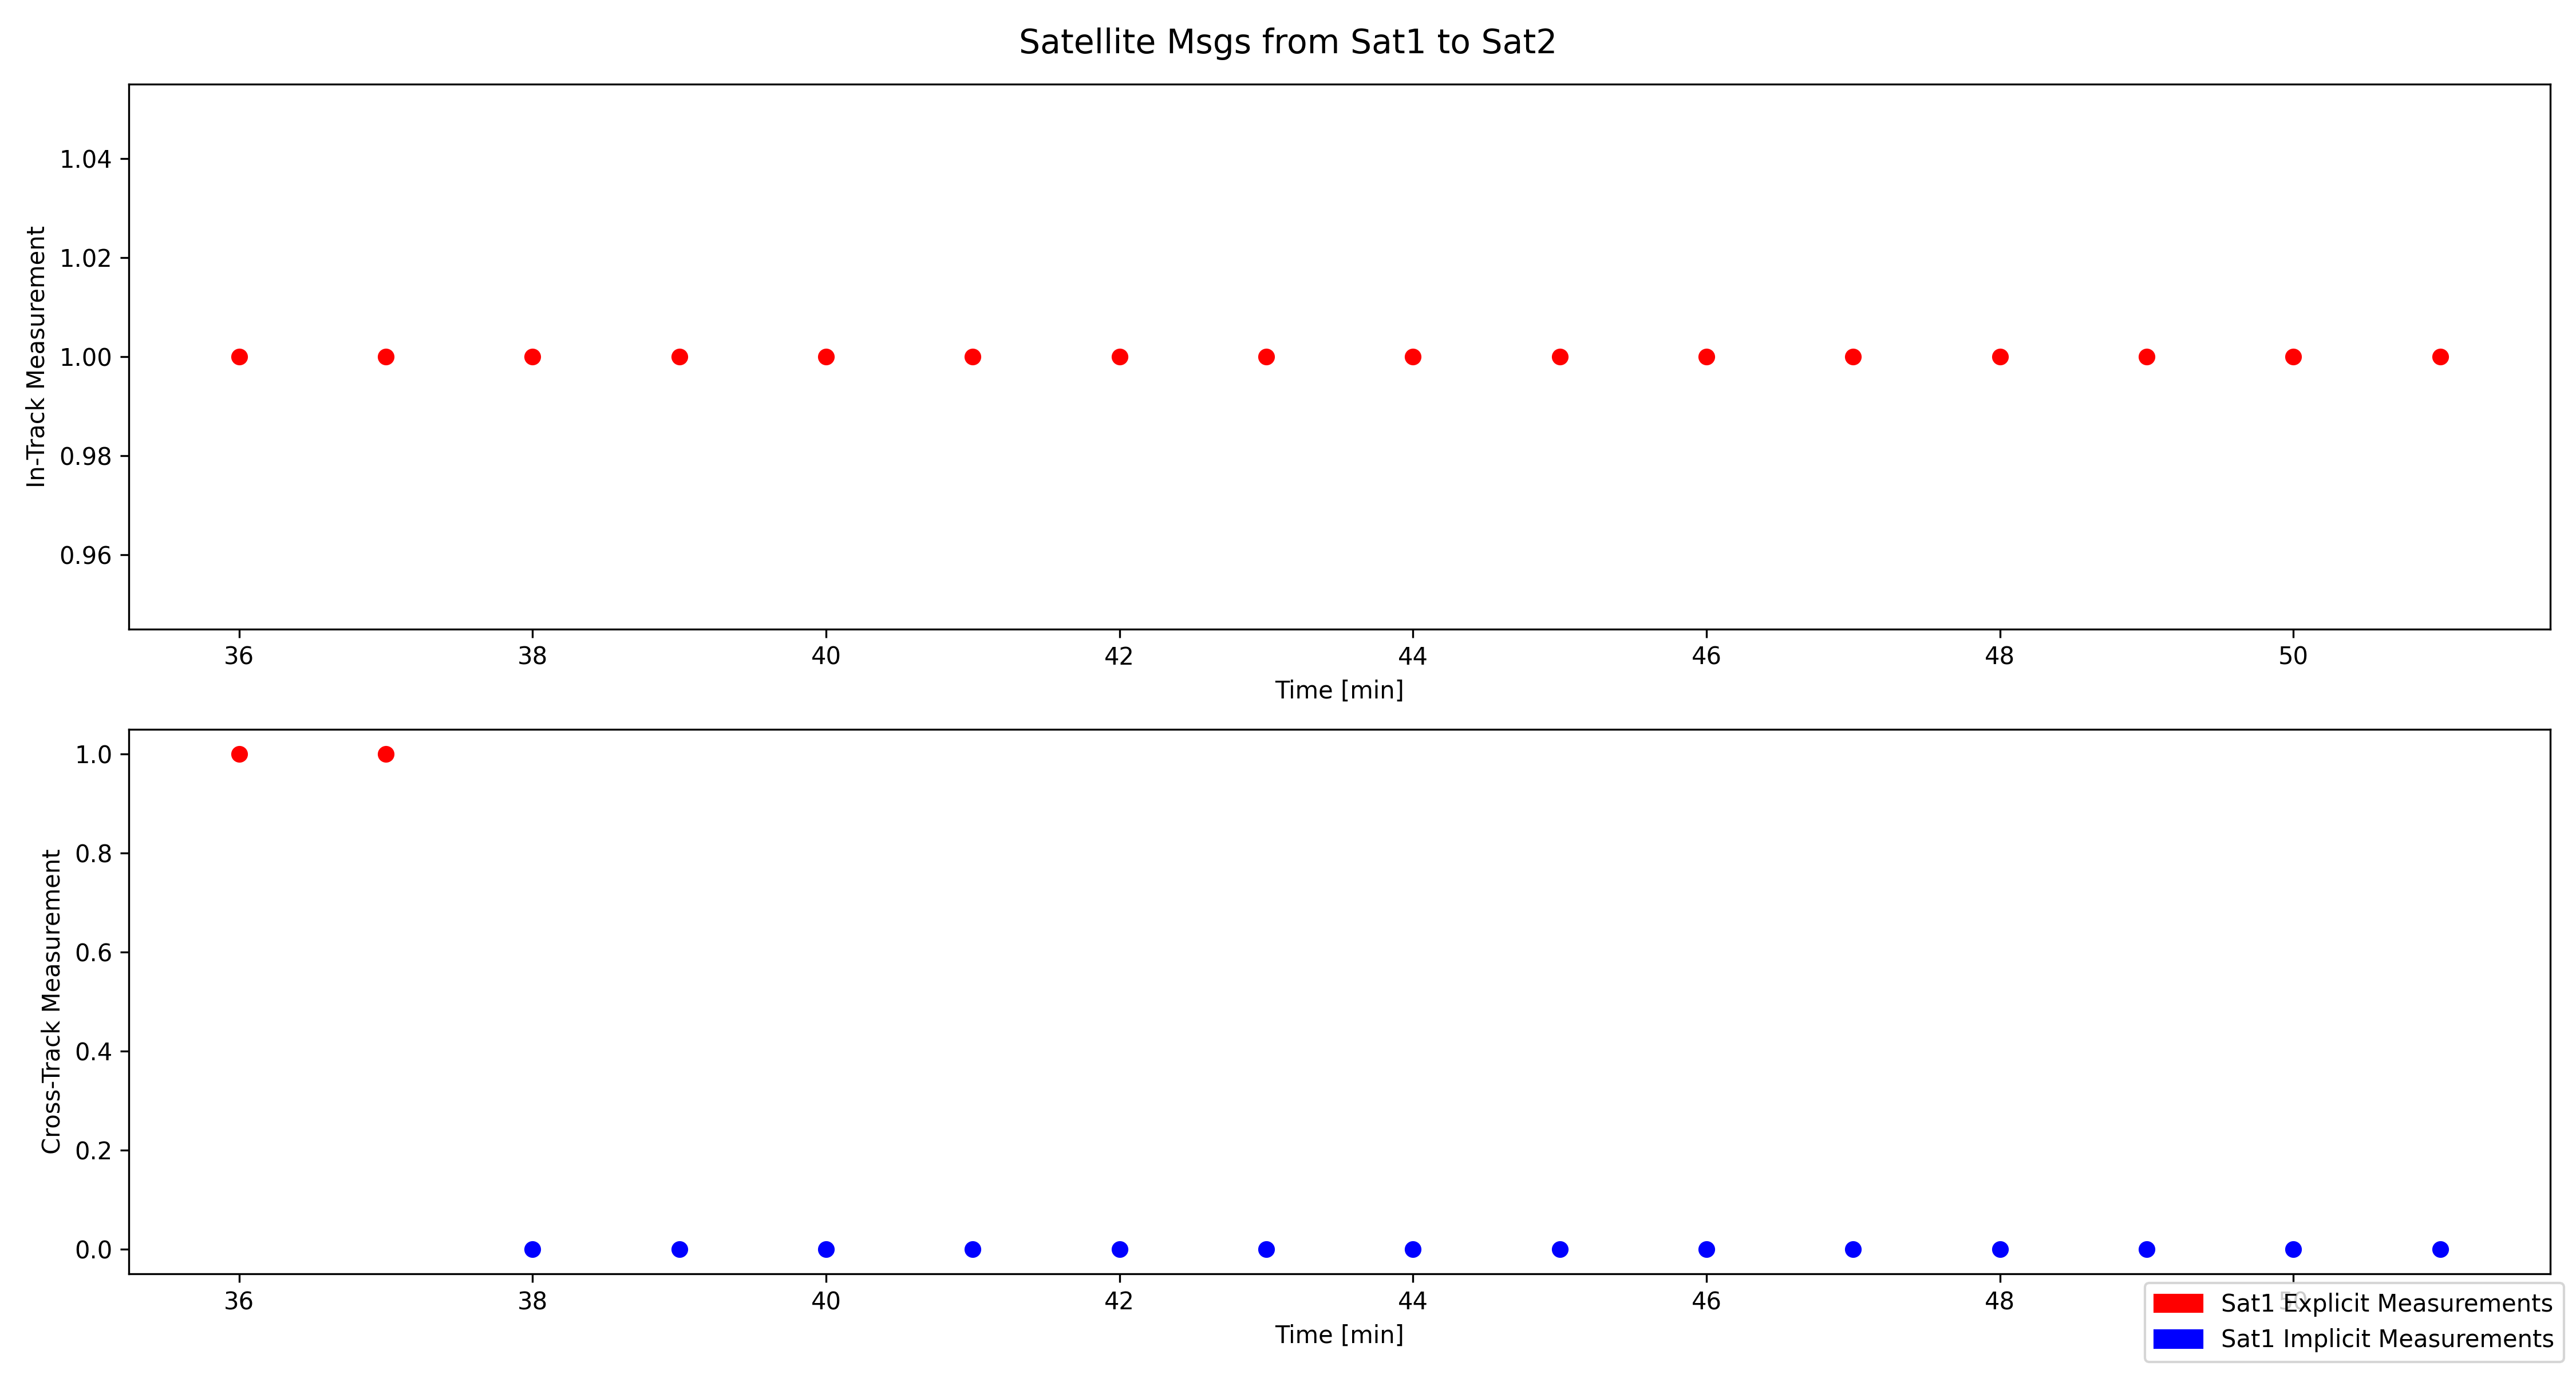 Satellite Msgs from Sat1 to Sat2
In-Track Measurement
1.04
1.02
1.00
0.98
0.96
36 38 40 42 44 46 48 50
Time [min]
Cross-Track Measurement
1.0
0.8
0.6
0.4
0.2
0.0
36 38 40 42 44 46 48 50
Time [min]
Sat1 Explicit Measurements
Sat1 Implicit Measurements